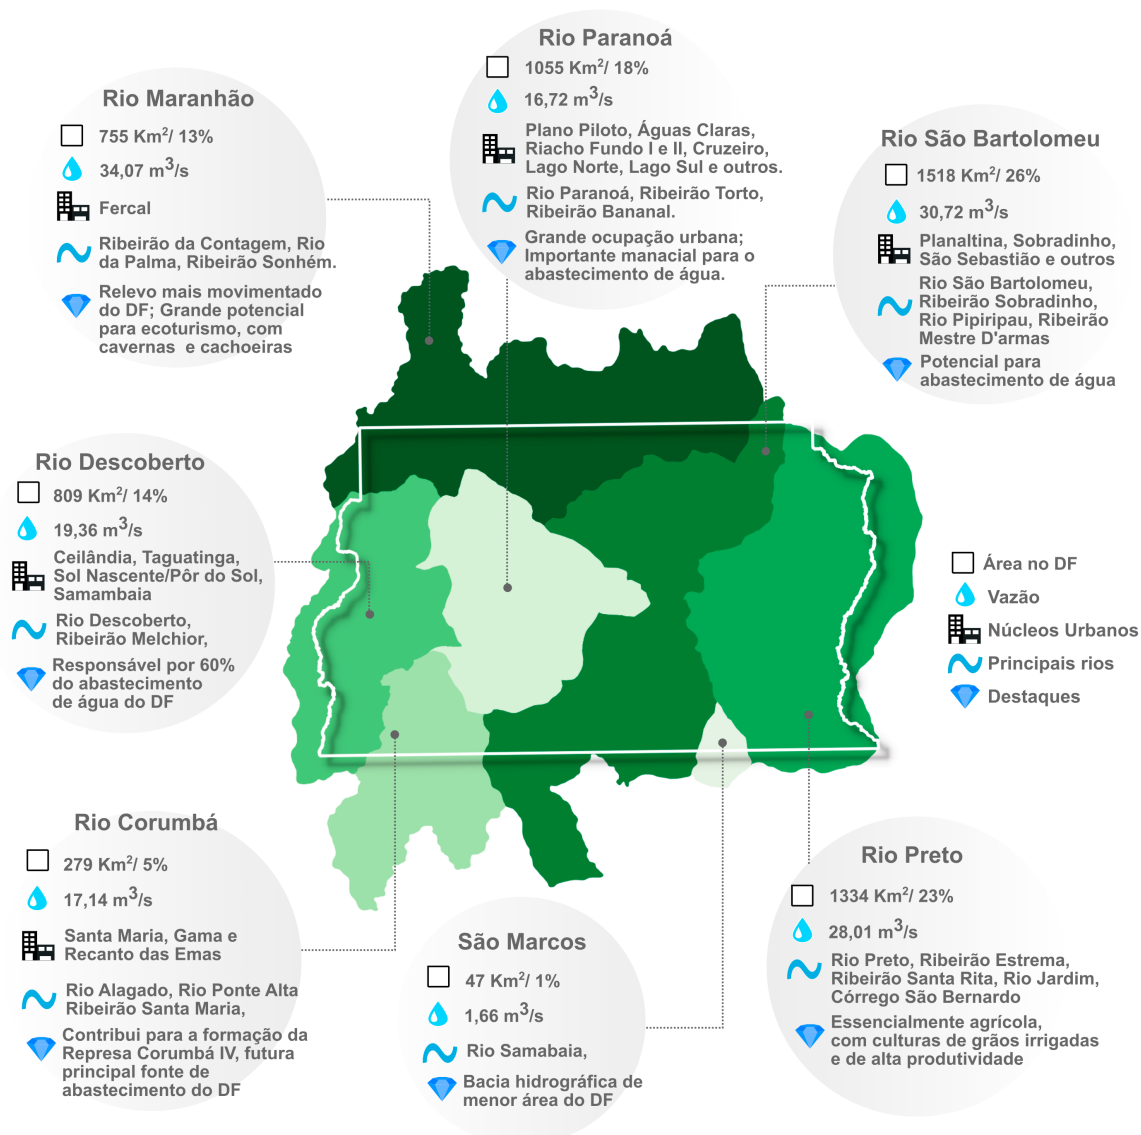 Rio Paranoá
1055 Km²/ 18%
16,72 m³/s
Plano Piloto, Águas Claras,
Riacho Fundo I e II, Cruzeiro,
Lago Norte, Lago Sul e outros.
Rio Paranoá, Ribeirão Torto,
Ribeirão Bananal.
Grande ocupação urbana;
Importante manacial para o
abastecimento de água.
Rio Maranhão
755 Km²/ 13%
34,07 m³/s
Fercal
Ribeirão da Contagem, Rio
da Palma, Ribeirão Sonhém.
Relevo mais movimentado
do DF; Grande potencial
para ecoturismo, com
cavernas e cachoeiras
Rio São Bartolomeu
1518 Km²/ 26%
30,72 m³/s
Planaltina, Sobradinho,
São Sebastião e outros
Rio São Bartolomeu,
Ribeirão Sobradinho,
Rio Pipiripau, Ribeirão
Mestre D'armas
Potencial para
abastecimento de água
Rio Descoberto
809 Km²/ 14%
19,36 m³/s
Ceilândia, Taguatinga,
Sol Nascente/Pôr do Sol,
Samambaia
Rio Descoberto,
Ribeirão Melchior,
Responsável por 60%
do abastecimento
de água do DF
Área no DF
Vazão
Núcleos Urbanos
Principais rios
Destaques
Rio Corumbá
279 Km²/ 5%
17,14 m³/s
Santa Maria, Gama e
Recanto das Emas
Rio Alagado, Rio Ponte Alta
Ribeirão Santa Maria,
Contribui para a formação da
Represa Corumbá IV, futura
principal fonte de
abastecimento do DF
São Marcos
47 Km²/ 1%
1,66 m³/s
Rio Samabaia,
Bacia hidrográfica de
menor área do DF
Rio Preto
1334 Km²/ 23%
28,01 m³/s
Rio Preto, Ribeirão Estrema,
Ribeirão Santa Rita, Rio Jardim,
Córrego São Bernardo
Essencialmente agrícola,
com culturas de grãos irrigadas
e de alta produtividade